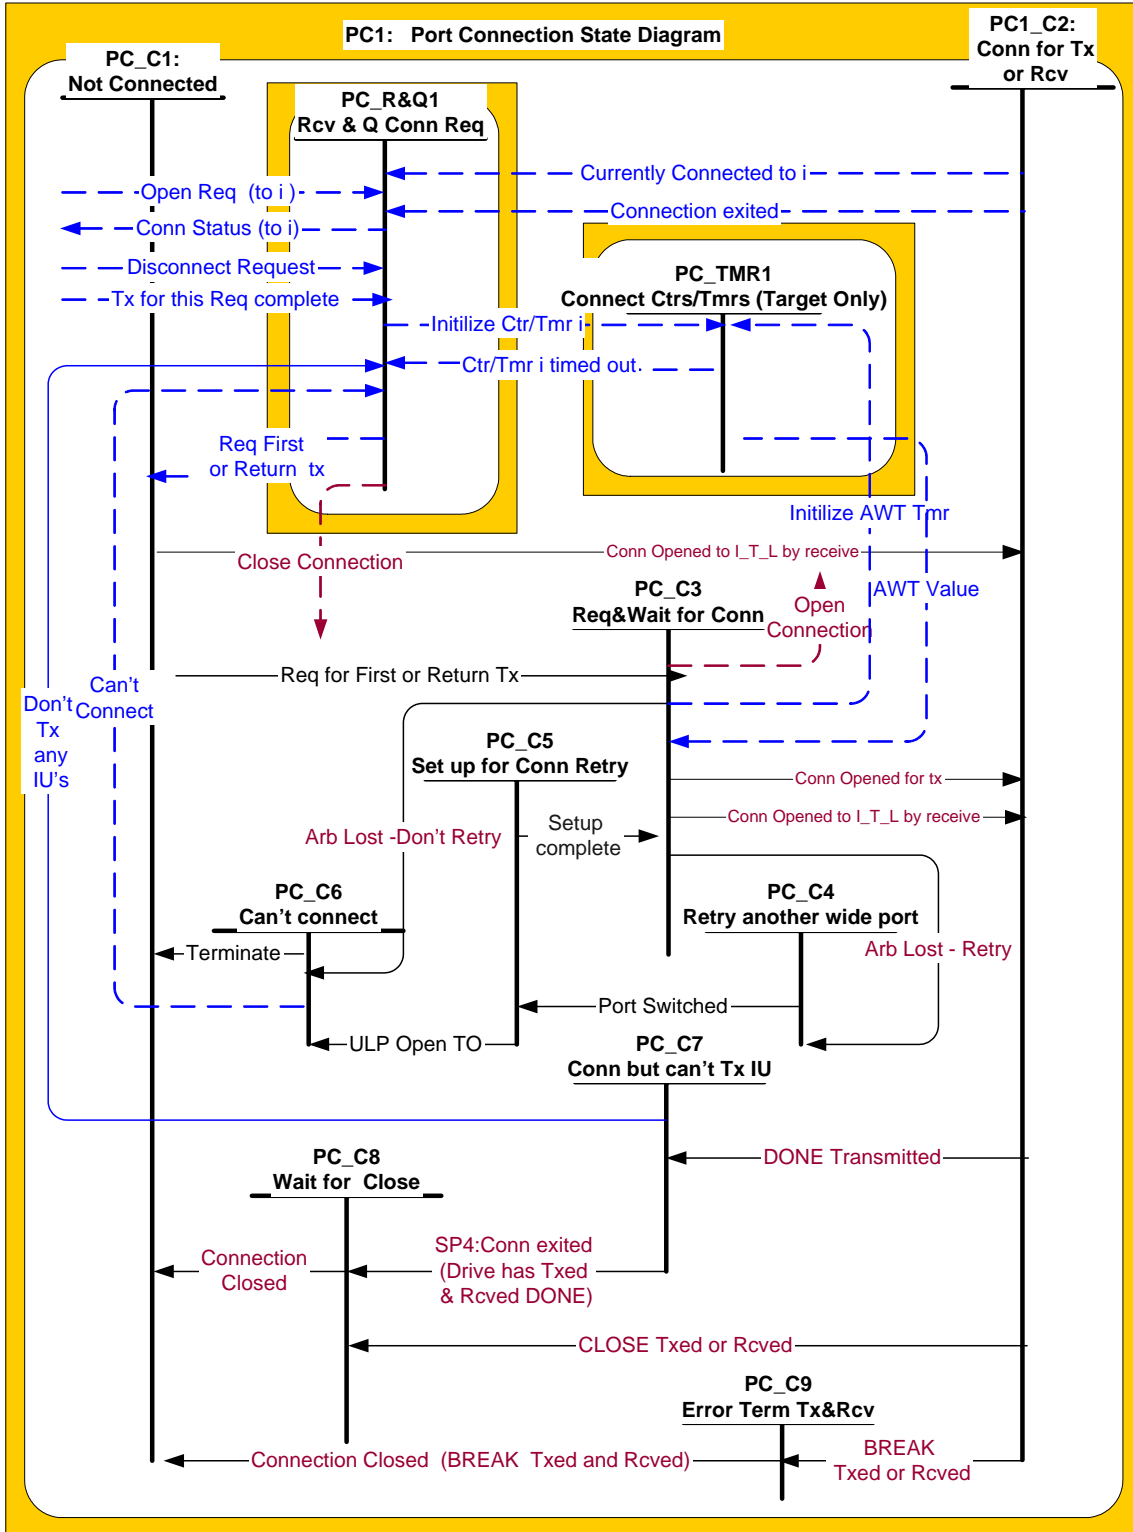 PC1: Port Connection State Diagram
PC1_C2:
Conn for Tx
or Rcv
PC_C1:
Not Connected
PC_R&Q1
Rcv & Q Conn Req
Currently Connected to i
Open Req (to i )
Connection exited
Conn Status (to i)
Disconnect Request
PC_TMR1
Connect Ctrs/Tmrs (Target Only)
Tx for this Req complete
Initilize Ctr/Tmr i
Ctr/Tmr i timed out.
Req First
or Return tx
Initilize AWT Tmr
Close Connection
Conn Opened to I_T_L by receive
AWT Value
PC_C3
Req&Wait for Conn
Open
Connection
Req for First or Return Tx
Can't
Connect
Don't
Tx
any
IU's
PC_C5
Set up for Conn Retry
Conn Opened for tx
Conn Opened to I_T_L by receive
Arb Lost -Don't Retry
Setup
complete
PC_C6
Can't connect
PC_C4
Retry another wide port
Terminate
Arb Lost - Retry
Port Switched
ULP Open TO
PC_C7
Conn but can't Tx IU
DONE Transmitted
PC_C8
Wait for Close
SP4:Conn exited
(Drive has Txed
& Rcved DONE)
Connection
Closed
CLOSE Txed or Rcved
PC_C9
Error Term Tx&Rcv
Connection Closed (BREAK Txed and Rcved)
BREAK
Txed or Rcved